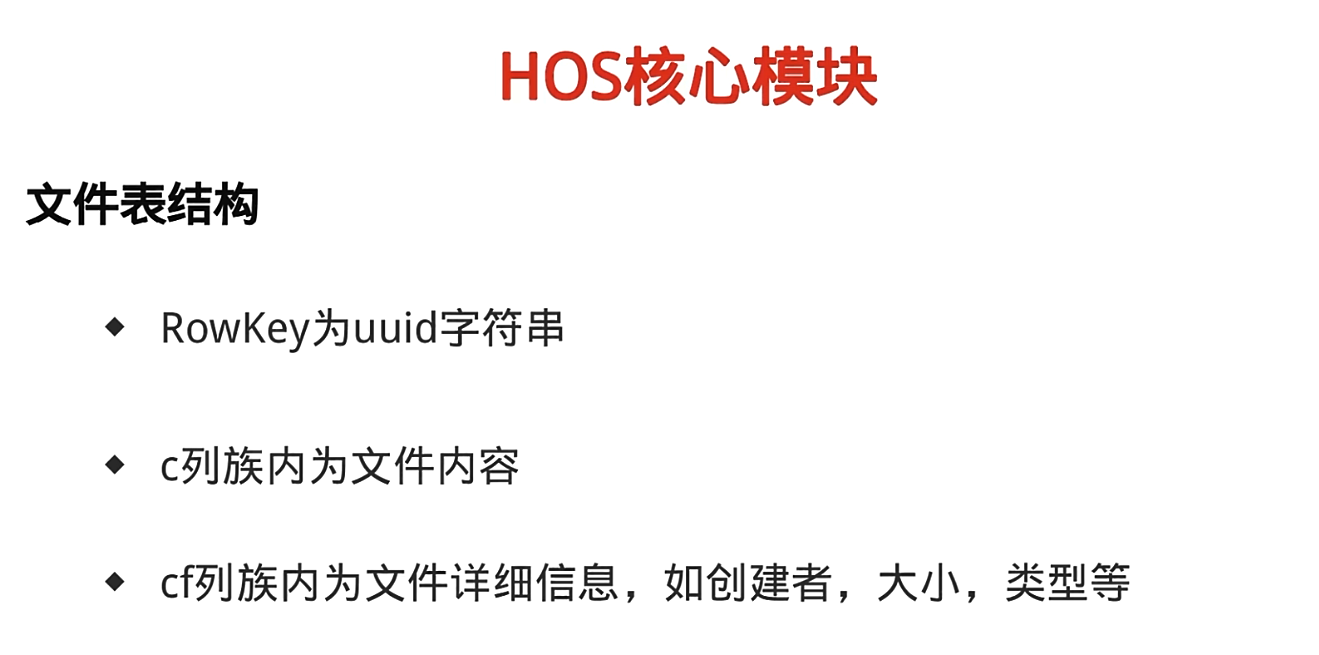 HOS核心模块
文件表结构
◆ RowKey为uuid字符串
◆ c列族内为文件内容
◆ cf列族内为文件详细信息，如创建者，大小，类型等